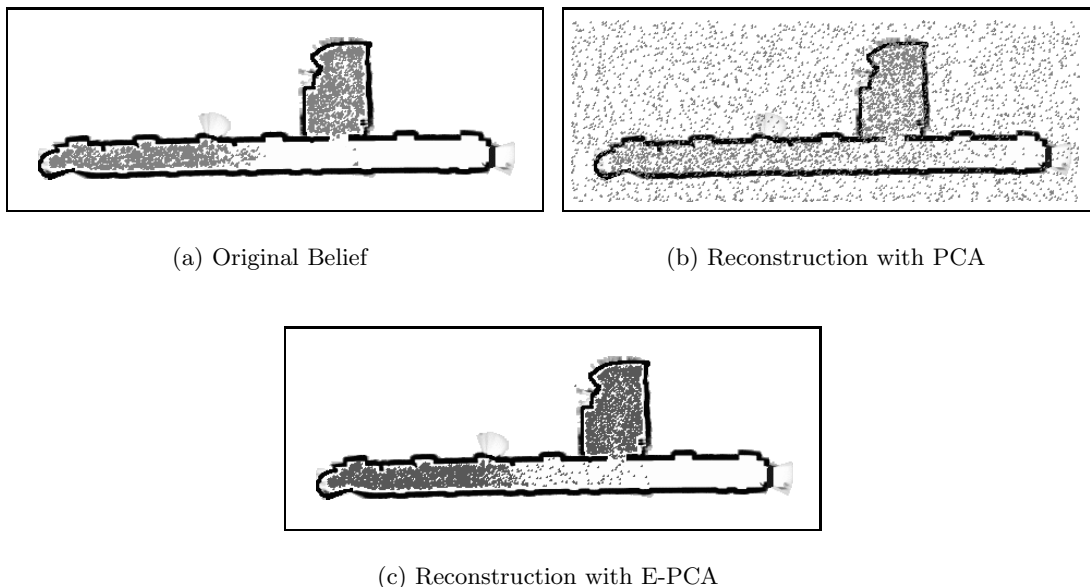 (a) Original Belief
(b) Reconstruction with PCA
(c) Reconstruction with E-PCA